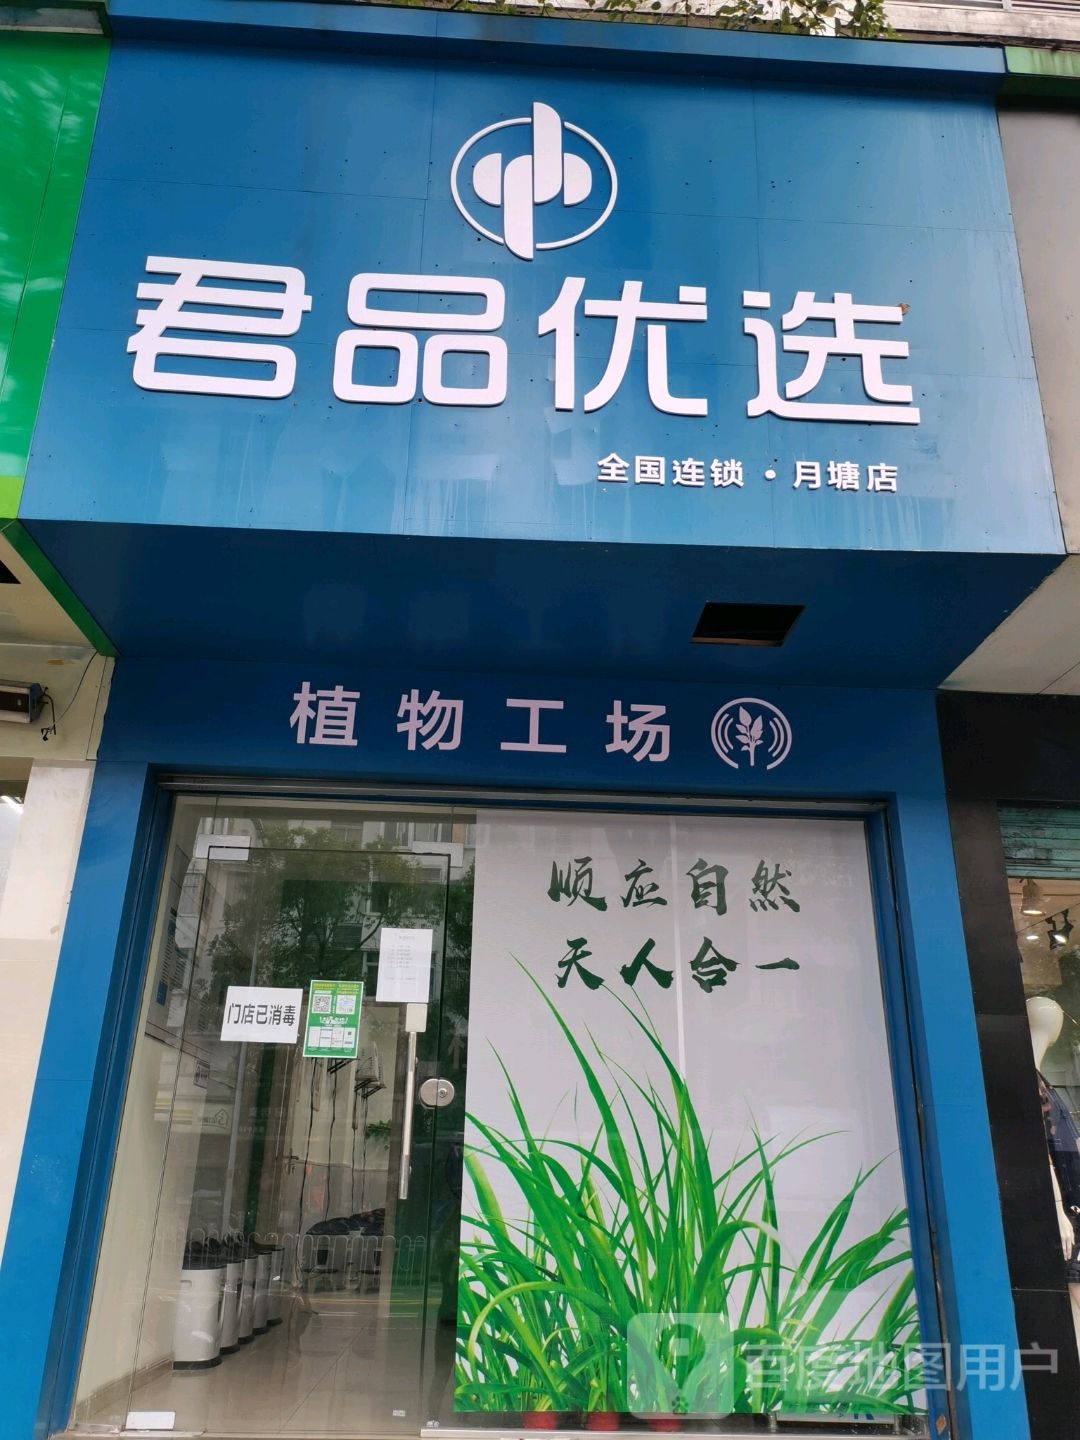 君品优选
全国连锁·月塘店
植物工场
顺应自然
天人合一
门店已消毒
百度地图用户